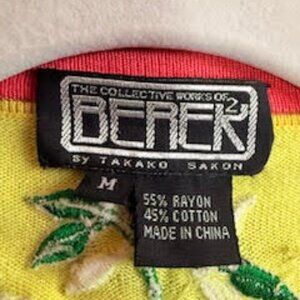 THE COLLECTIVE WORKS OF
BEREK 2
By TAKAKO SAKON
M
55% RAYON
45% COTTON
MADE IN CHINA